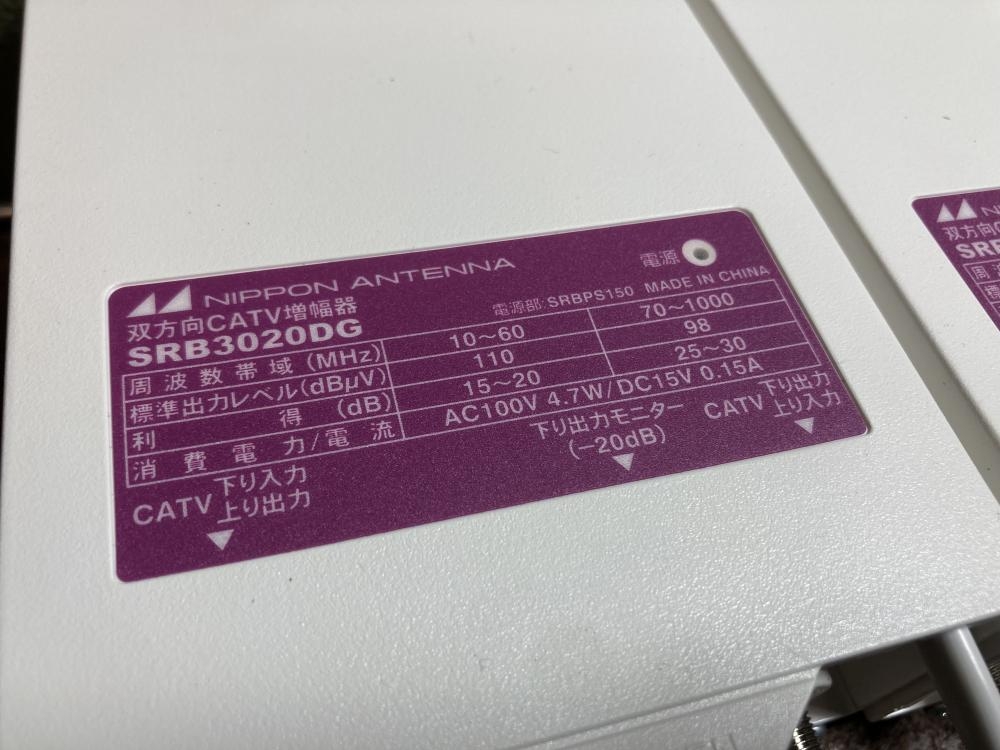 NIPPON ANTENNA
電源
双方向CATV増幅器
電源部:SRBPS150 MADE IN CHINA
SRB3020DG
周波数帯域(MHz) 10〜60 70〜1000
標準出力レベル(dBμV) 110 98
利得(dB) 15〜20 25〜30
消費電力/電流 AC100V 4.7W/DC15V 0.15A
CATV 下り入力
上り出力
下り出力モニター
(−20dB)
CATV 下り出力
上り入力
NIPPON
双方向